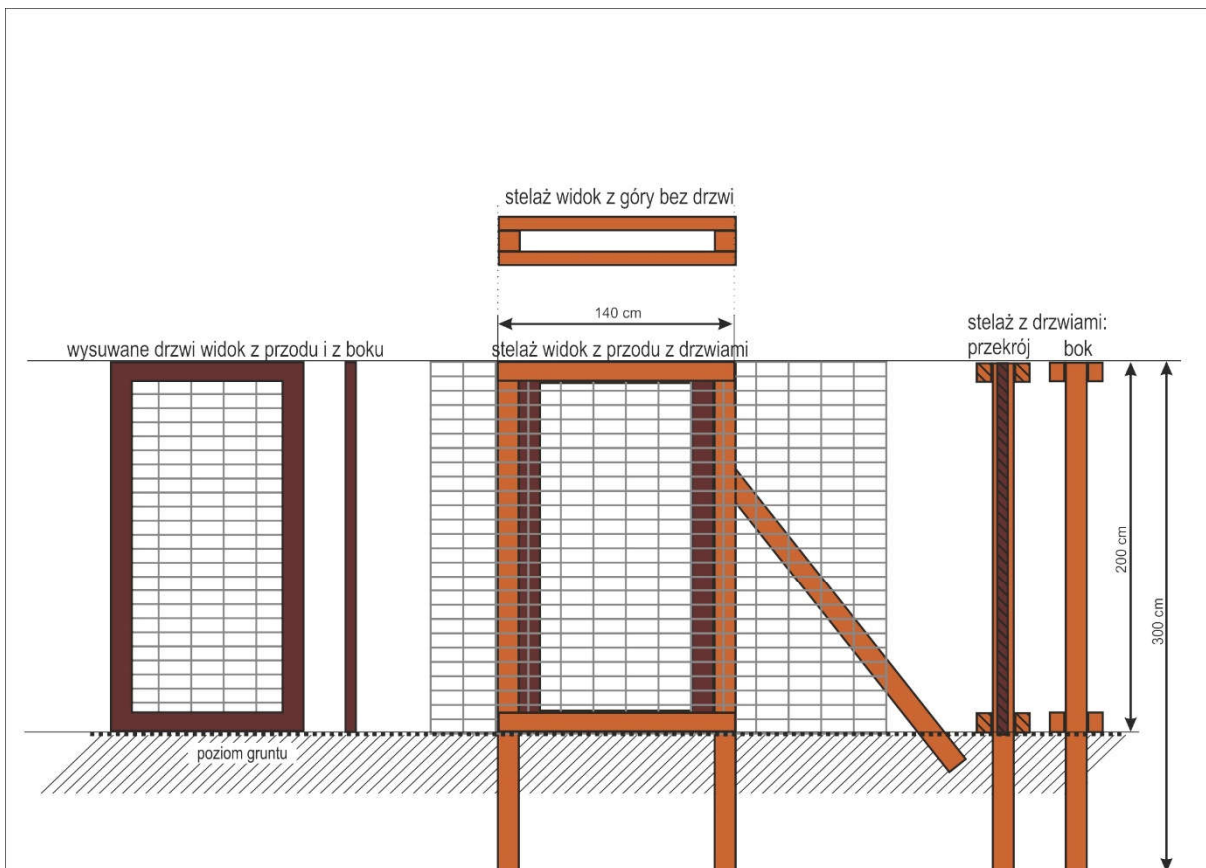 stelaż widok z góry bez drzwi
140 cm
wysuwane drzwi widok z przodu i z boku
stelaż widok z przodu z drzwiami
stelaż z drzwiami:
przekrój
bok
200 cm
300 cm
poziom gruntu